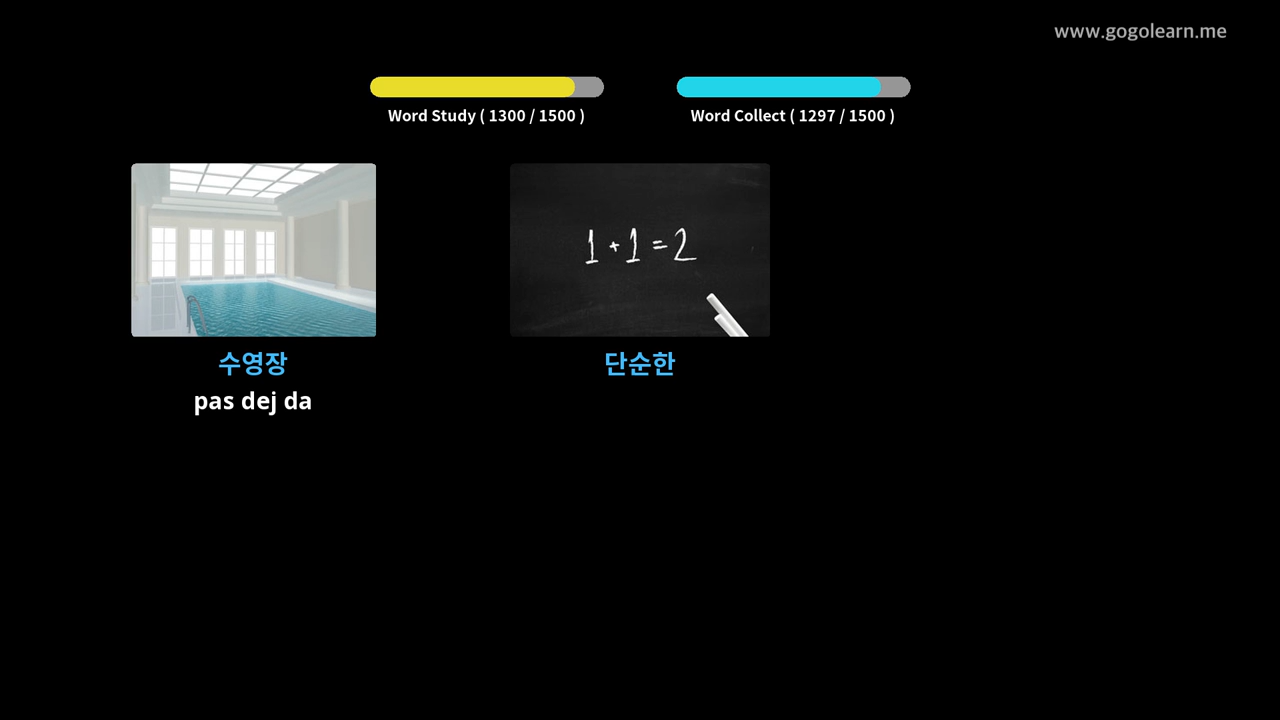 www.gogolearn.me
Word Study ( 1300 / 1500 )
Word Collect ( 1297 / 1500 )
1+1=2
수영장
단순한
pas dej da